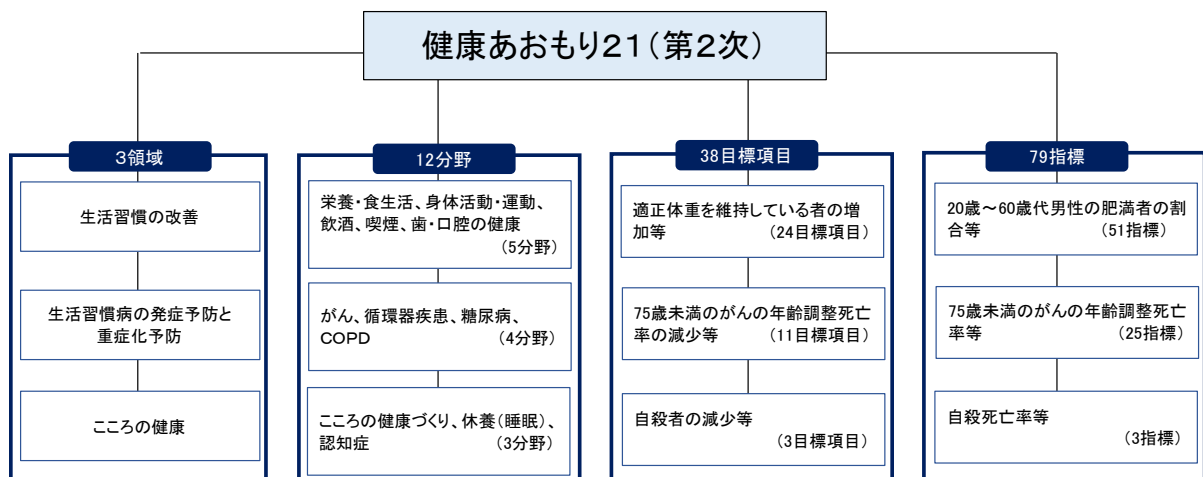 健康あおもり21(第2次)
3領域
生活習慣の改善
生活習慣病の発症予防と
重症化予防
こころの健康
12分野
栄養・食生活、身体活動・運動、
飲酒、喫煙、歯・口腔の健康
(5分野)
がん、循環器疾患、糖尿病、
COPD (4分野)
こころの健康づくり、休養(睡眠)、
認知症 (3分野)
38目標項目
適正体重を維持している者の増
加等 (24目標項目)
75歳未満のがんの年齢調整死亡
率の減少等 (11目標項目)
自殺者の減少等
(3目標項目)
79指標
20歳～60歳代男性の肥満者の割
合等 (51指標)
75歳未満のがんの年齢調整死亡
率等 (25指標)
自殺死亡率等
(3指標)